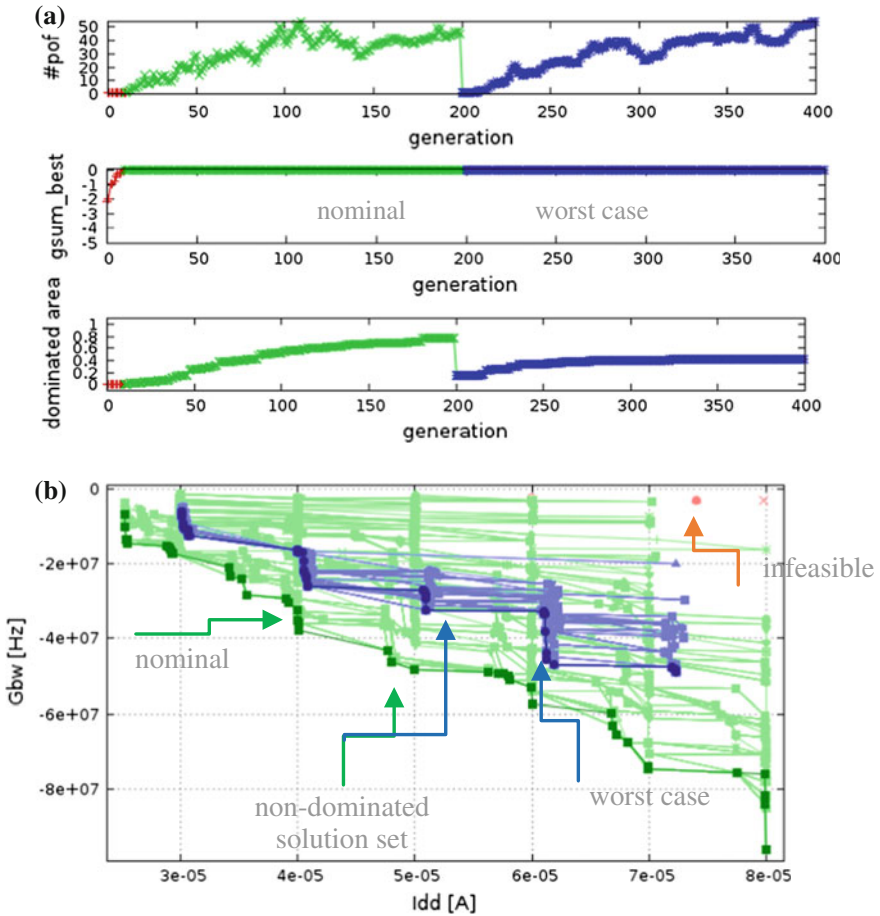 (a)
#pof
50
40
30
20
10
0
0 50 100 150 200 250 300 350 400
generation
gsum_best
0
-1
-2
-3
-4
-5
nominal worst case
0 50 100 150 200 250 300 350 400
generation
dominated area
1
0.8
0.6
0.4
0.2
0
0 50 100 150 200 250 300 350 400
generation
(b)
Gbw [Hz]
0
-2e+07
-4e+07
-6e+07
-8e+07
infeasible
nominal
non-dominated
solution set
worst case
3e-05 4e-05 5e-05 6e-05 7e-05 8e-05
Idd [A]